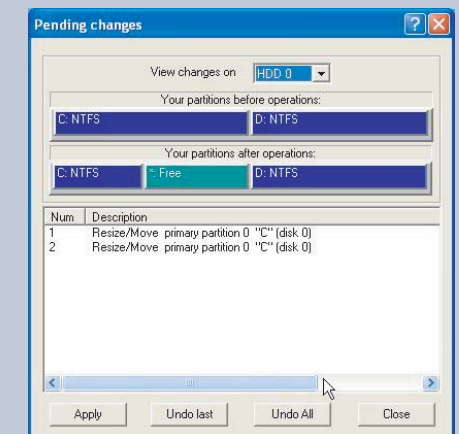 Pending changes
View changes on HDD 0
Your partitions before operations:
C: NTFS D: NTFS
Your partitions after operations:
C: NTFS *: Free D: NTFS
Num Description
1 Resize/Move primary partition 0 "C" (disk 0)
2 Resize/Move primary partition 0 "C" (disk 0)
Apply Undo last Undo All Close